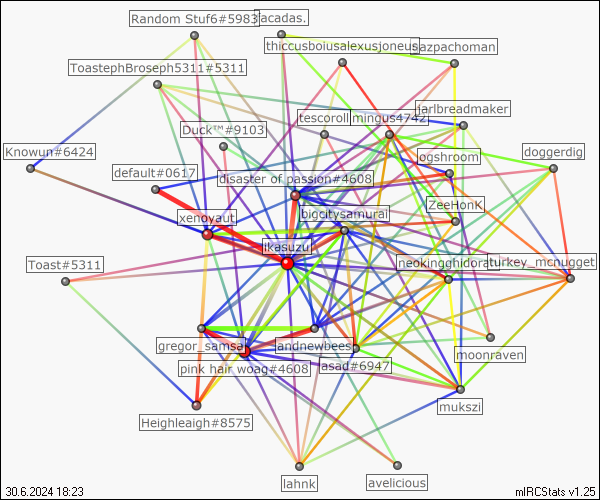 Random Stuf6#5983
facadas.
thiccusboiusalexusjoneus
gazpachoman
ToastephBroseph5311#5311
tescoroll
mingus4742
jarlbreadmaker
Duck™#9103
Knowun#6424
default#0617
disaster of passion#4608
ogshroom
doggerdig
xenoyaut
bigcitysamurai
ZeeHonK
ikasuzu
Toast#5311
neokingghidorah
turkey_mcnugget
gregor_samsa
andnewbees
moonraven
pink hair woag#4608
asad#6947
Heighleaigh#8575
mukszi
lahnk
avelicious
30.6.2024 18:23
mIRCStats v1.25